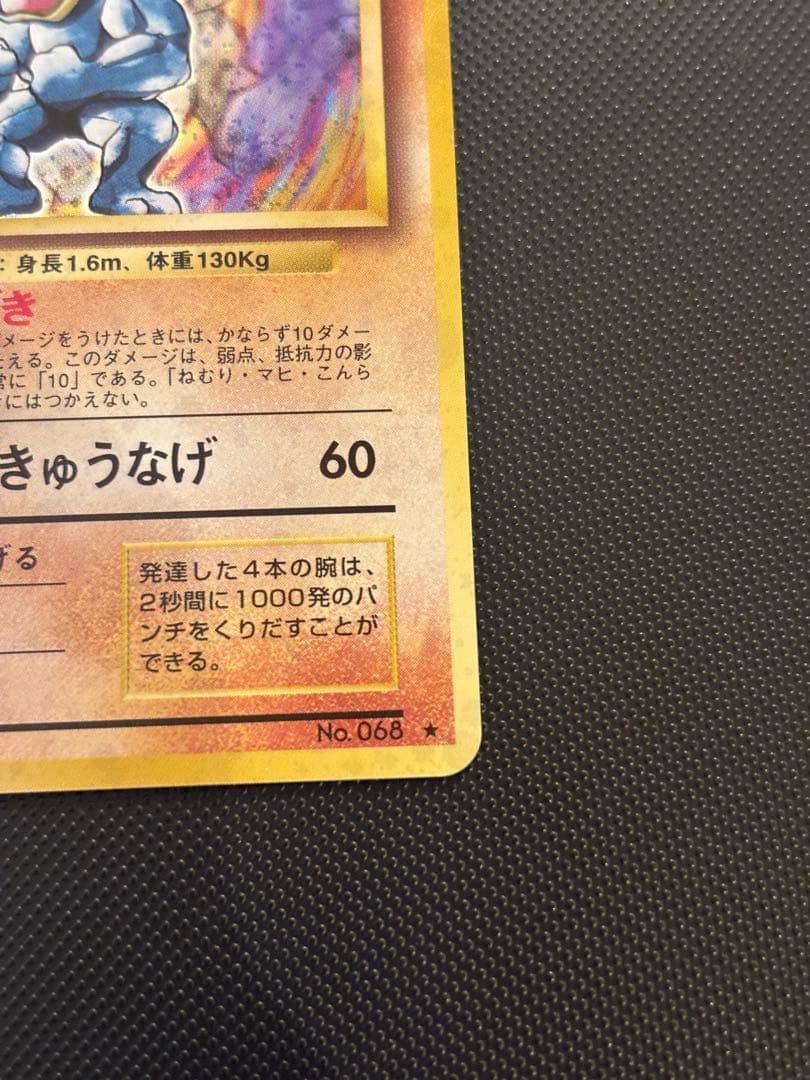 : 身長1.6m、体重130Kg
き
メージをうけたときには、かならず10ダメー
える。このダメージは、弱点、抵抗力の影
常に「10」である。「ねむり・マヒ・こんら
にはつかえない。
きゅうなげ 60
げる
発達した4本の腕は、
2秒間に1000発のパ
ンチをくりだすことが
できる。
No. 068 ★